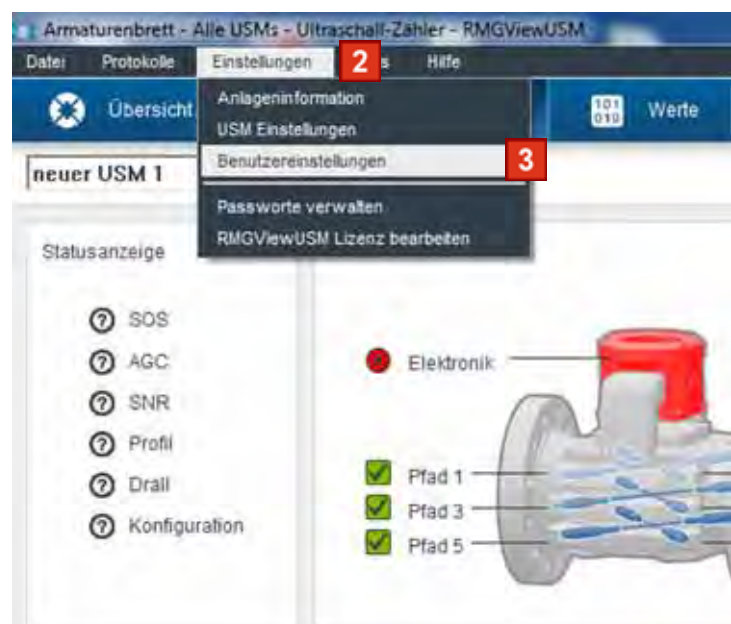 Armaturenbrett - Alle USMs - Ultraschall-Zähler - RMGViewUSM
Datei Protokolle Einstellungen 2 s Hilfe
Übersicht
Anlageninformation
USM Einstellungen
Benutzereinstellungen 3
Passworte verwalten
RMGViewUSM Lizenz bearbeiten
101
010
Werte
neuer USM 1
Statusanzeige
? SOS
? AGC
? SNR
? Profil
? Drall
? Konfiguration
Elektronik
Pfad 1
Pfad 3
Pfad 5